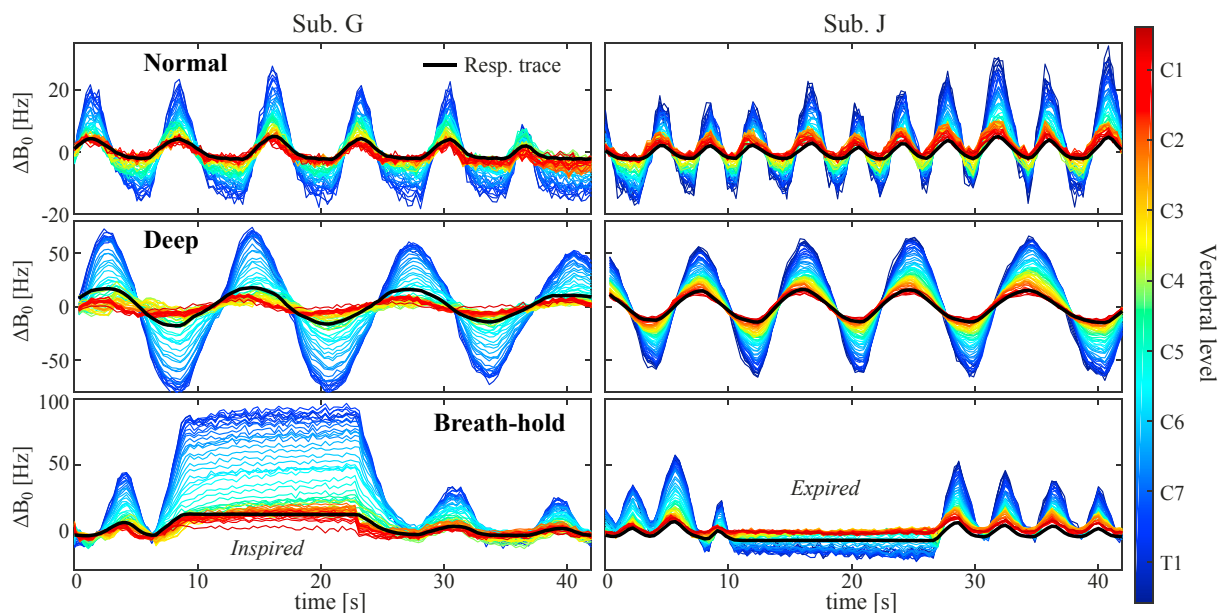 Sub. G
Sub. J
Normal
Resp. trace
ΔB0 [Hz]
20
0
-20
Deep
ΔB0 [Hz]
50
0
-50
Breath-hold
ΔB0 [Hz]
100
50
0
Inspired
Expired
0 10 20 30 40
time [s]
0 10 20 30 40
time [s]
C1
C2
C3
C4
C5
C6
C7
T1
Vertebral level